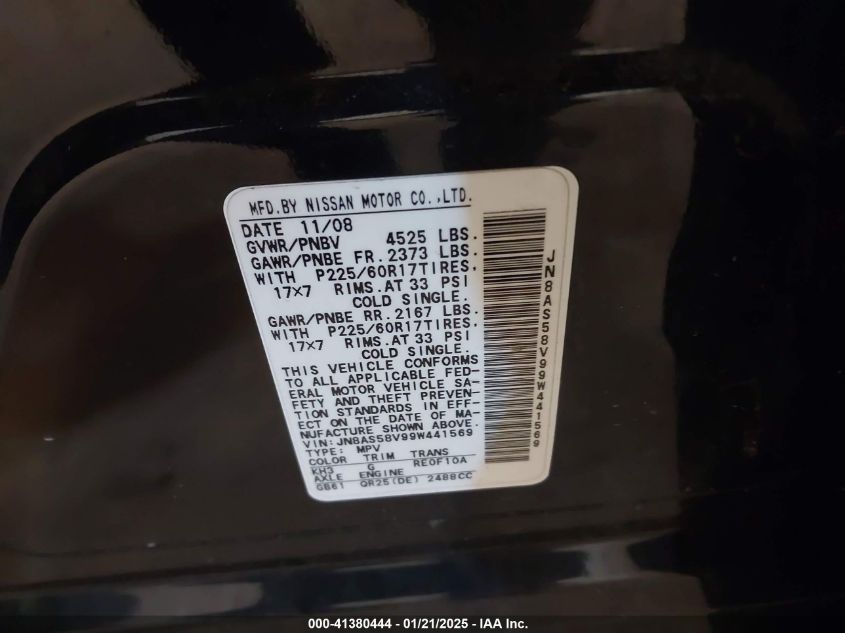 MFD.BY NISSAN MOTOR CO.,LTD.
DATE 11/08
GVWR/PNBV 4525 LBS.
GAWR/PNBE FR. 2373 LBS.
WITH P225/60R17TIRES.
17×7 RIMS.AT 33 PSI
COLD SINGLE.
GAWR/PNBE RR. 2167 LBS.
WITH P225/60R17TIRES.
17×7 RIMS.AT 33 PSI
COLD SINGLE.
THIS VEHICLE CONFORMS
TO ALL APPLICABLE FED-
ERAL MOTOR VEHICLE SA-
FETY AND THEFT PREVEN-
TION STANDARDS IN EFF-
ECT ON THE DATE OF MA-
NUFACTURE SHOWN ABOVE.
VIN: JN8AS58V99W441569
TYPE: MPV
COLOR TRIM TRANS
KH3 G RE0F10A
AXLE ENGINE
GB61 QR25(DE) 2488CC
JN8AS58V99W441569
000-41380444 - 01/21/2025 - IAA Inc.